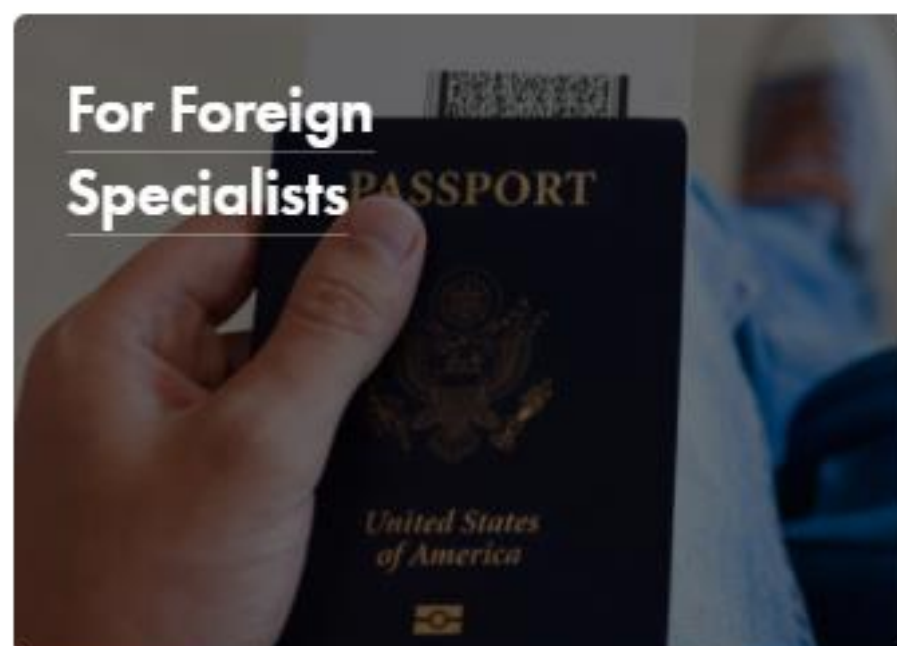 For Foreign
Specialists
PASSPORT
United States
of America